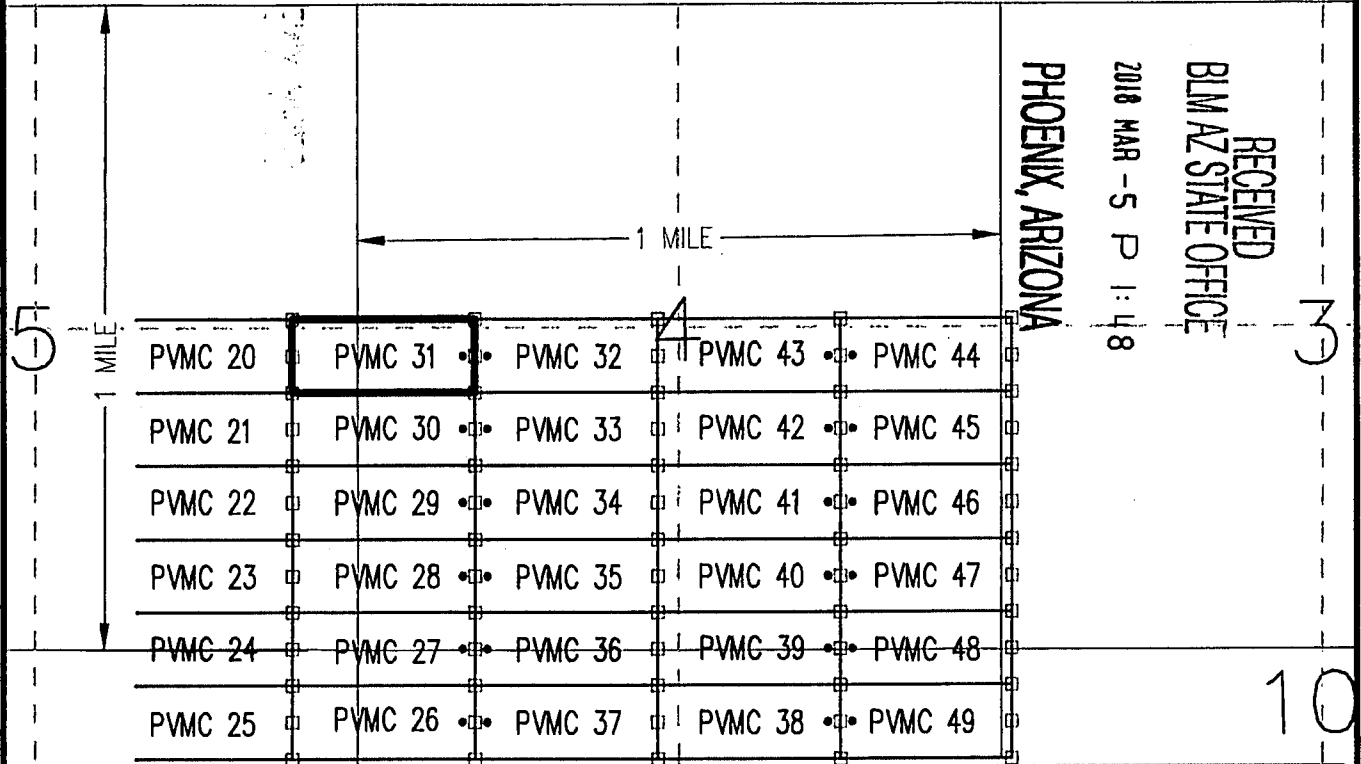 RECEIVED
BLM AZ STATE OFFICE
2018 MAR -5 P 1:48
PHOENIX, ARIZONA
1 MILE
1 MILE
5
4
3
PVMC 20 PVMC 31 PVMC 32 PVMC 43 PVMC 44
PVMC 21 PVMC 30 PVMC 33 PVMC 42 PVMC 45
PVMC 22 PVMC 29 PVMC 34 PVMC 41 PVMC 46
PVMC 23 PVMC 28 PVMC 35 PVMC 40 PVMC 47
PVMC 24 PVMC 27 PVMC 36 PVMC 39 PVMC 48
PVMC 25 PVMC 26 PVMC 37 PVMC 38 PVMC 49
10